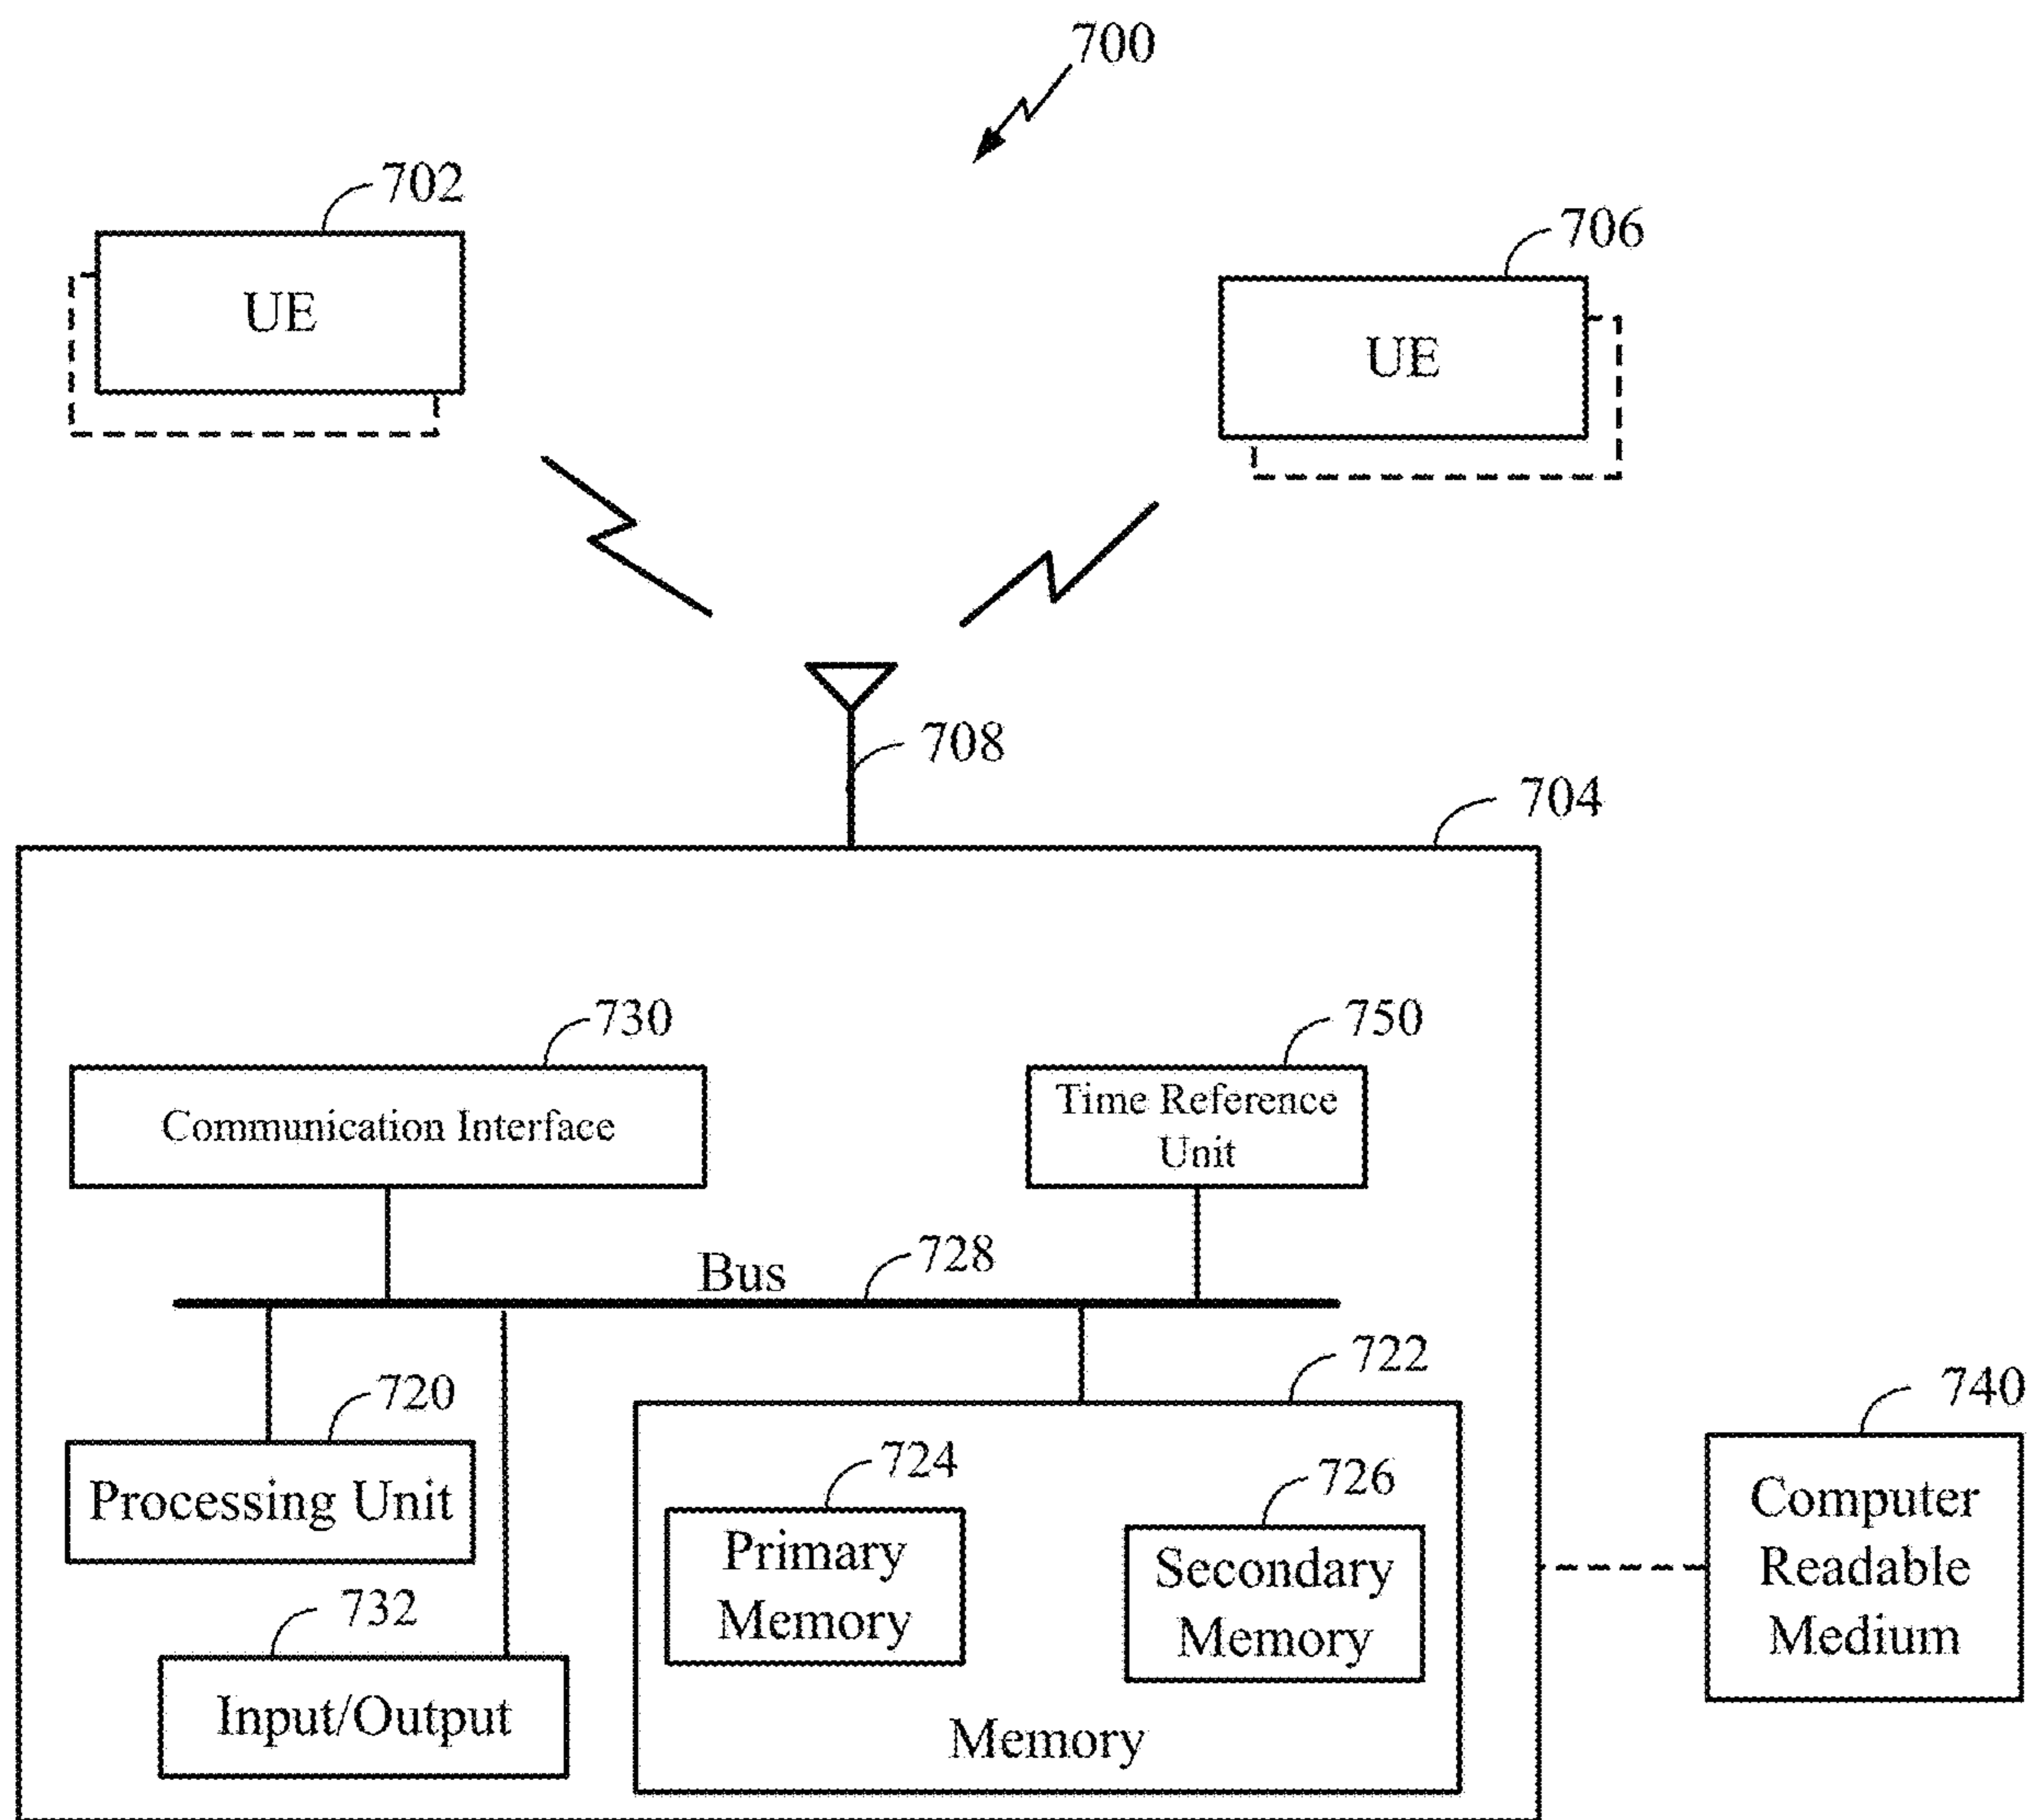 700
702
706
UE
UE
708
704
730
750
Communication Interface
Time Reference
Unit
Bus
728
722
720
740
724
726
Processing Unit
Primary
Memory
Secondary
Memory
Computer
Readable
Medium
732
Input/Output
Memory